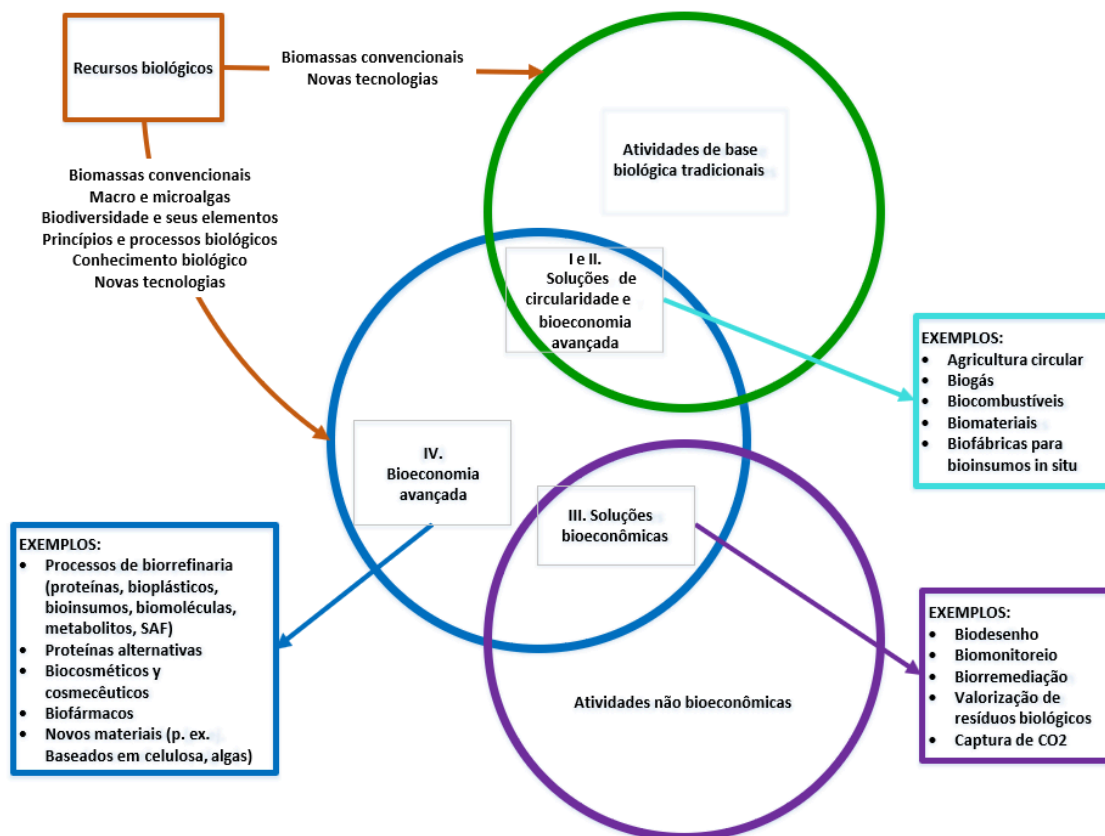 Recursos biológicos
Biomassas convencionais
Novas tecnologias
Biomassas convencionais
Macro e microalgas
Biodiversidade e seus elementos
Princípios e processos biológicos
Conhecimento biológico
Novas tecnologias
Atividades de base
biológica tradicionais
I e II.
Soluções de
circularidade e
bioeconomia
avançada
EXEMPLOS:
• Agricultura circular
• Biogás
• Biocombustíveis
• Biomateriais
• Biofábricas para
bioinsumos in situ
IV.
Bioeconomia
avançada
III. Soluções
bioeconômicas
EXEMPLOS:
• Processos de biorrefinaria
(proteínas, bioplásticos,
bioinsumos, biomoléculas,
metabolitos, SAF)
• Proteínas alternativas
• Biocosméticos y
cosmecêuticos
• Biofármacos
• Novos materiais (p. ex.
Baseados em celulosa, algas)
EXEMPLOS:
• Biodesenho
• Biomonitoreio
• Biorremediação
• Valorização de
resíduos biológicos
• Captura de CO2
Atividades não bioeconômicas